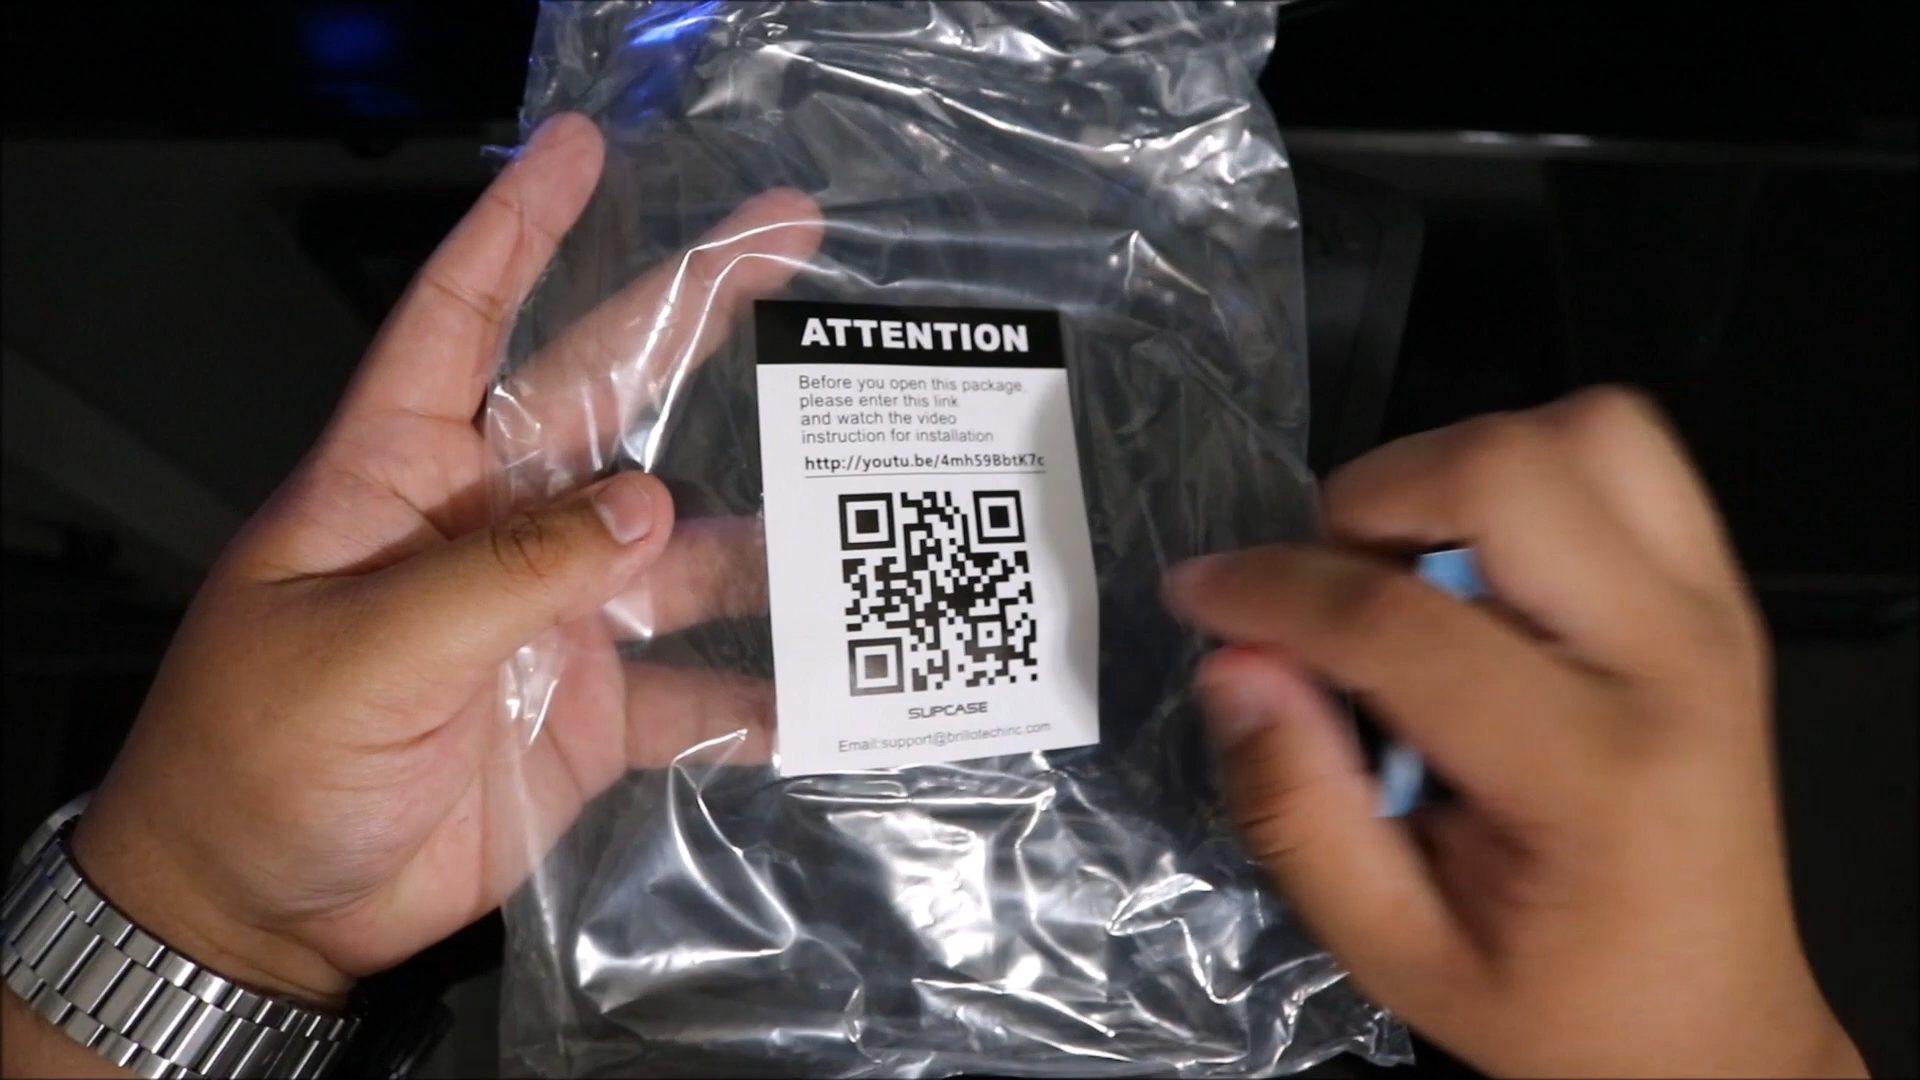 ATTENTION
Before you open this package,
please enter this link
and watch the video
instruction for installation
http://youtu.be/4mh59BbtK7c
SUPCASE
Email:support@brillotechinc.com